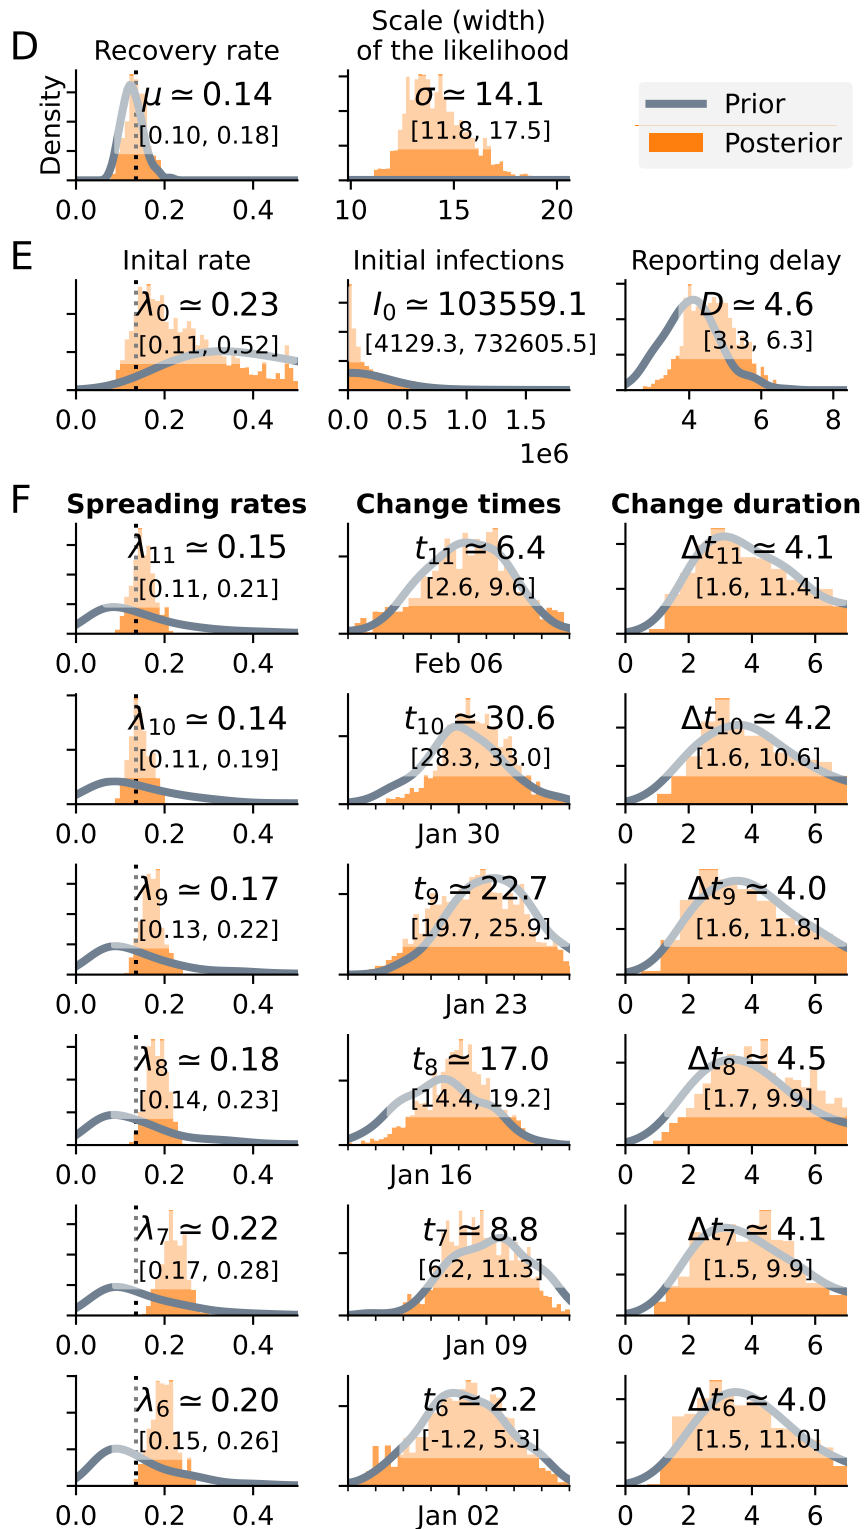 D
Recovery rate
Scale (width)
of the likelihood
Density
μ ≃ 0.14
[0.10, 0.18]
σ ≃ 14.1
[11.8, 17.5]
Prior
Posterior
0.0 0.2 0.4
10 15 20
E
Inital rate
Initial infections
Reporting delay
λ0 ≃ 0.23
[0.11, 0.52]
I0 ≃ 103559.1
[4129.3, 732605.5]
D ≃ 4.6
[3.3, 6.3]
0.0 0.2 0.4
0.0 0.5 1.0 1.5
1e6
4 6 8
F
Spreading rates
Change times
Change duration
λ11 ≃ 0.15
[0.11, 0.21]
t11 ≃ 6.4
[2.6, 9.6]
Δt11 ≃ 4.1
[1.6, 11.4]
0.0 0.2 0.4
Feb 06
0 2 4 6
λ10 ≃ 0.14
[0.11, 0.19]
t10 ≃ 30.6
[28.3, 33.0]
Δt10 ≃ 4.2
[1.6, 10.6]
0.0 0.2 0.4
Jan 30
0 2 4 6
λ9 ≃ 0.17
[0.13, 0.22]
t9 ≃ 22.7
[19.7, 25.9]
Δt9 ≃ 4.0
[1.6, 11.8]
0.0 0.2 0.4
Jan 23
0 2 4 6
λ8 ≃ 0.18
[0.14, 0.23]
t8 ≃ 17.0
[14.4, 19.2]
Δt8 ≃ 4.5
[1.7, 9.9]
0.0 0.2 0.4
Jan 16
0 2 4 6
λ7 ≃ 0.22
[0.17, 0.28]
t7 ≃ 8.8
[6.2, 11.3]
Δt7 ≃ 4.1
[1.5, 9.9]
0.0 0.2 0.4
Jan 09
0 2 4 6
λ6 ≃ 0.20
[0.15, 0.26]
t6 ≃ 2.2
[-1.2, 5.3]
Δt6 ≃ 4.0
[1.5, 11.0]
0.0 0.2 0.4
Jan 02
0 2 4 6